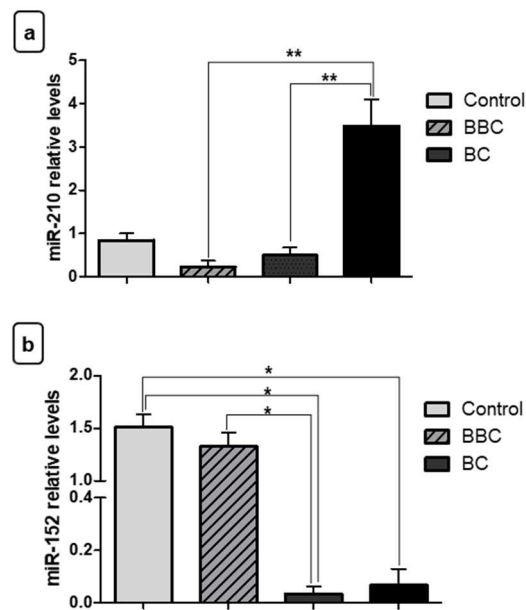 a
miR-210 relative levels
5
4
3
2
1
0
**
**
Control
BBC
BC
b
miR-152 relative levels
2.0
1.5
1.0
0.4
0.2
0.0
*
*
*
Control
BBC
BC